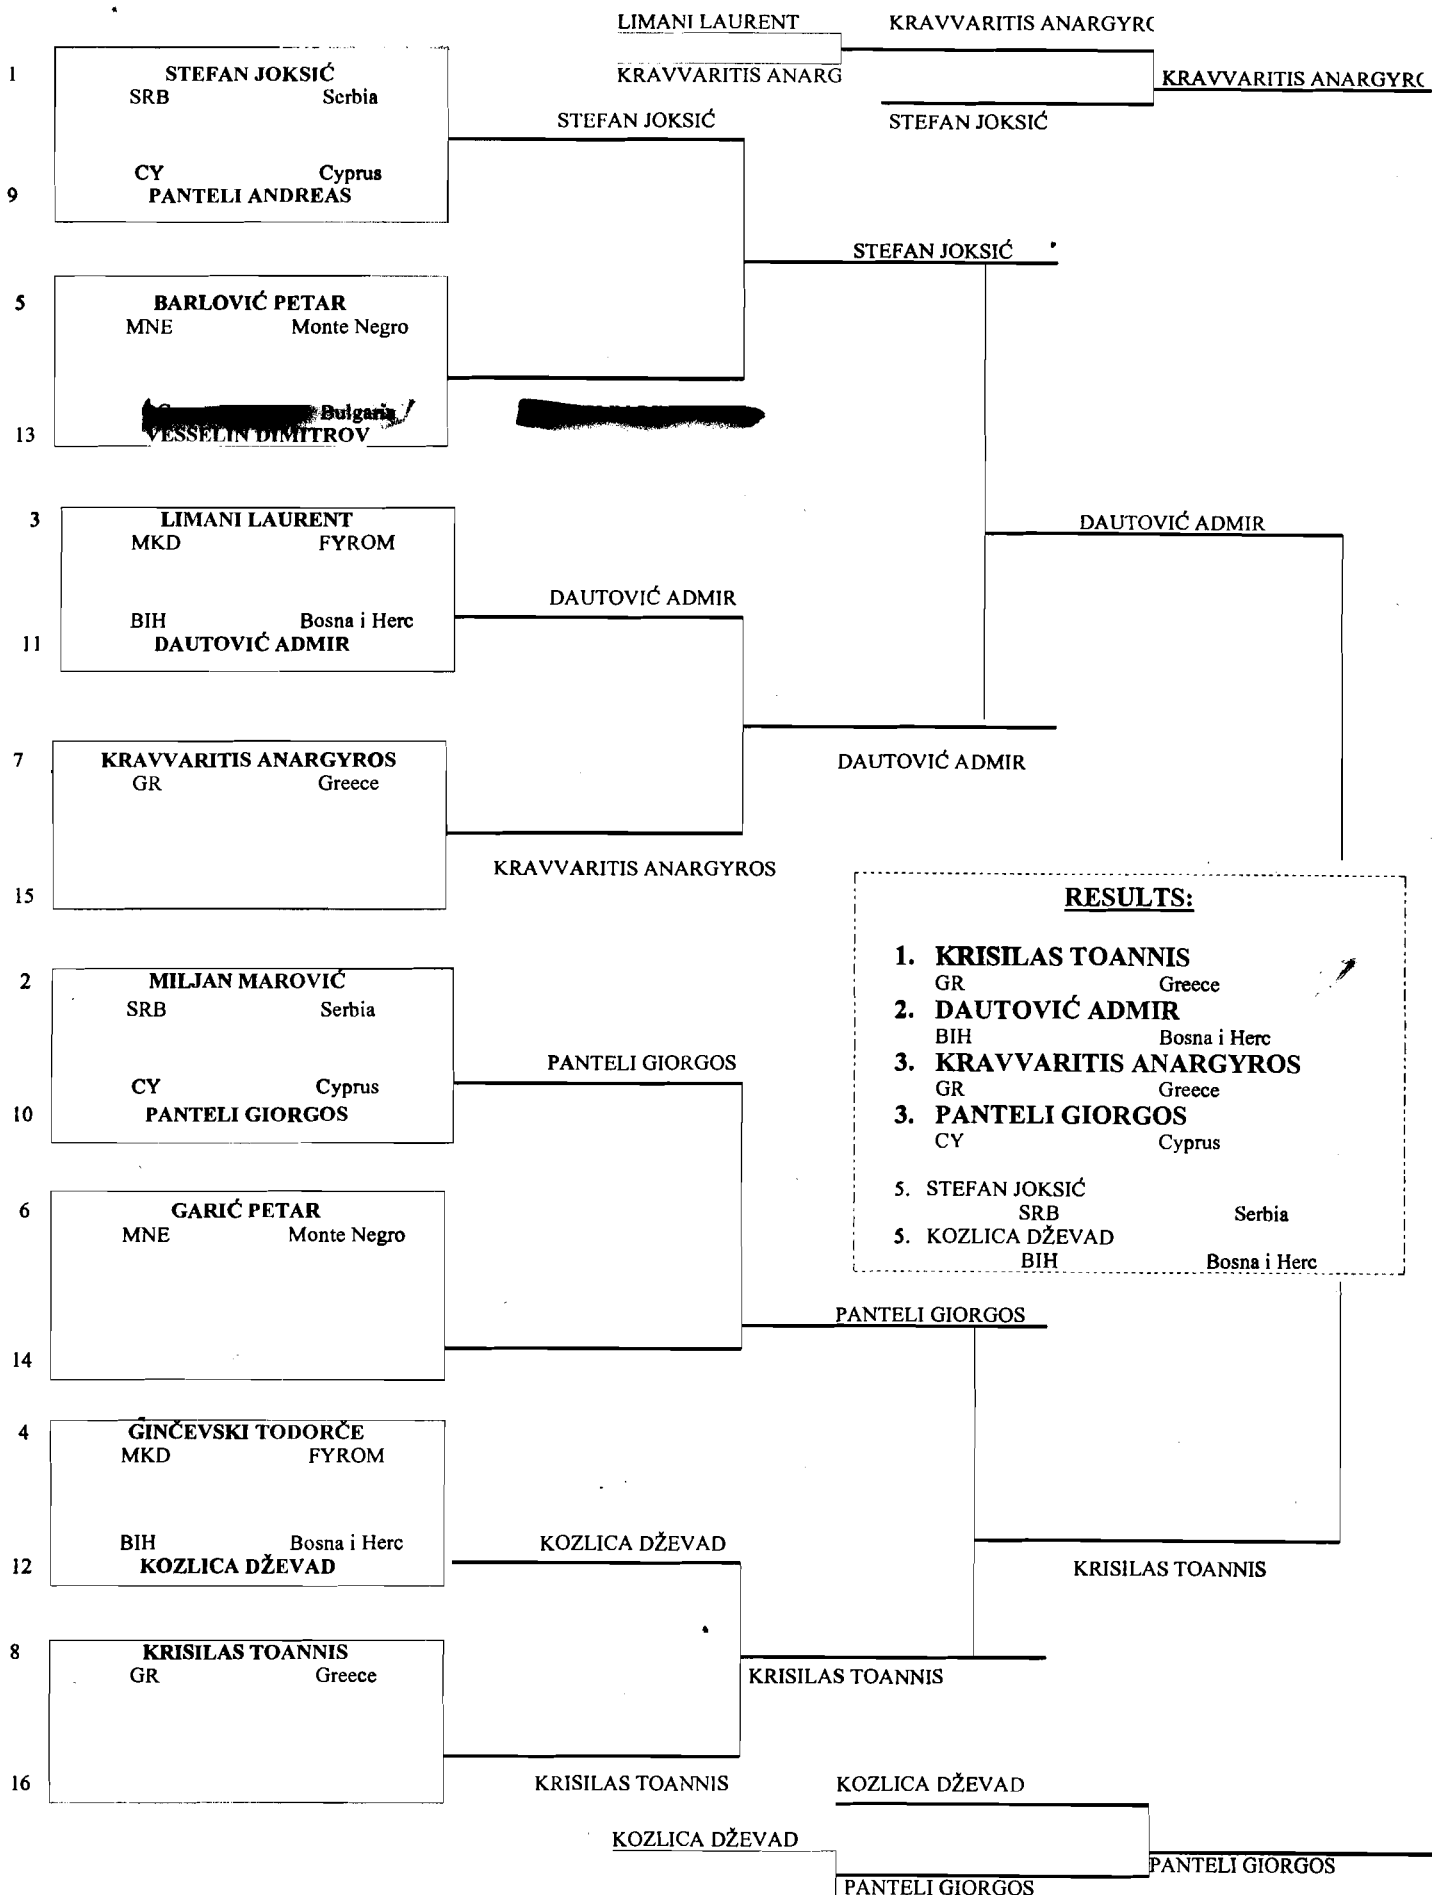 LIMANI LAURENT
KRAVVARITIS ANARGYR
KRAVVARITIS ANARG
KRAVVARITIS ANARGYR
STEFAN JOKSIĆ
1 STEFAN JOKSIĆ
SRB Serbia
STEFAN JOKSIĆ
CY Cyprus
9 PANTELI ANDREAS
STEFAN JOKSIĆ
5 BARLOVIĆ PETAR
MNE Monte Negro
Bulgaria
13 VESSELIN DIMITROV
3 LIMANI LAURENT
MKD FYROM
DAUTOVIĆ ADMIR
DAUTOVIĆ ADMIR
BIH Bosna i Herc
11 DAUTOVIĆ ADMIR
7 KRAVVARITIS ANARGYROS
GR Greece
DAUTOVIĆ ADMIR
KRAVVARITIS ANARGYROS
15
RESULTS:
1. KRISILAS TOANNIS
GR Greece
2. DAUTOVIĆ ADMIR
BIH Bosna i Herc
3. KRAVVARITIS ANARGYROS
GR Greece
3. PANTELI GIORGOS
CY Cyprus
5. STEFAN JOKSIĆ
SRB Serbia
5. KOZLICA DŽEVAD
BIH Bosna i Herc
2 MILJAN MAROVIĆ
SRB Serbia
PANTELI GIORGOS
CY Cyprus
10 PANTELI GIORGOS
6 GARIĆ PETAR
MNE Monte Negro
PANTELI GIORGOS
14
4 GINČEVSKI TODORČE
MKD FYROM
BIH Bosna i Herc
KOZLICA DŽEVAD
12 KOZLICA DŽEVAD
KRISILAS TOANNIS
8 KRISILAS TOANNIS
GR Greece
KRISILAS TOANNIS
16
KRISILAS TOANNIS
KOZLICA DŽEVAD
KOZLICA DŽEVAD
PANTELI GIORGOS
PANTELI GIORGOS